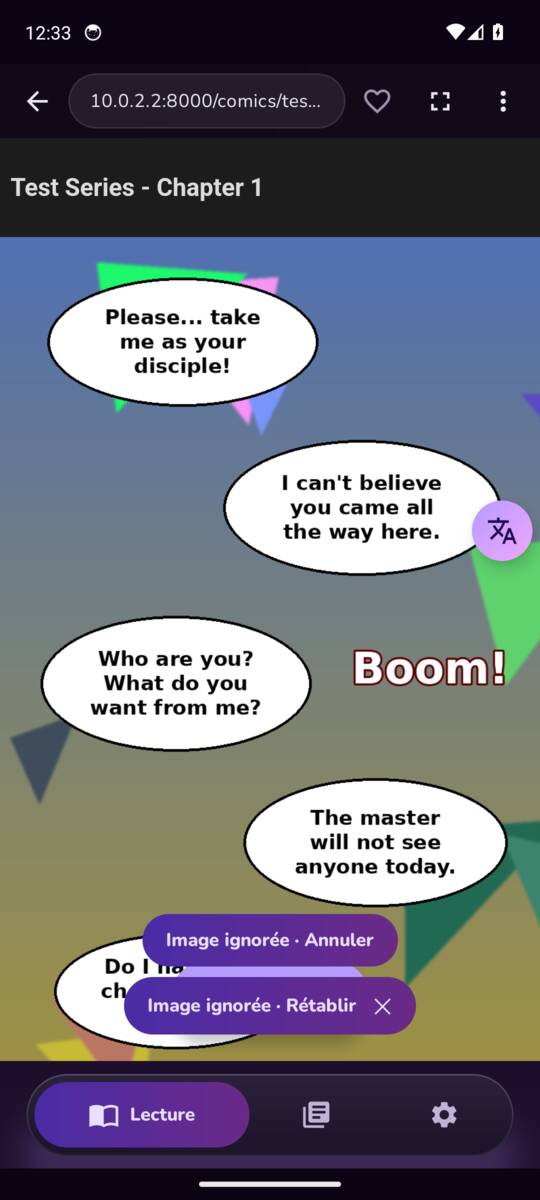 12:33
10.0.2.2:8000/comics/tes...
Test Series - Chapter 1
Please... take
me as your
disciple!
I can't believe
you came all
the way here.
Who are you?
What do you
want from me?
Boom!
The master
will not see
anyone today.
Do I
Image ignorée · Annuler
Image ignorée · Rétablir
Lecture